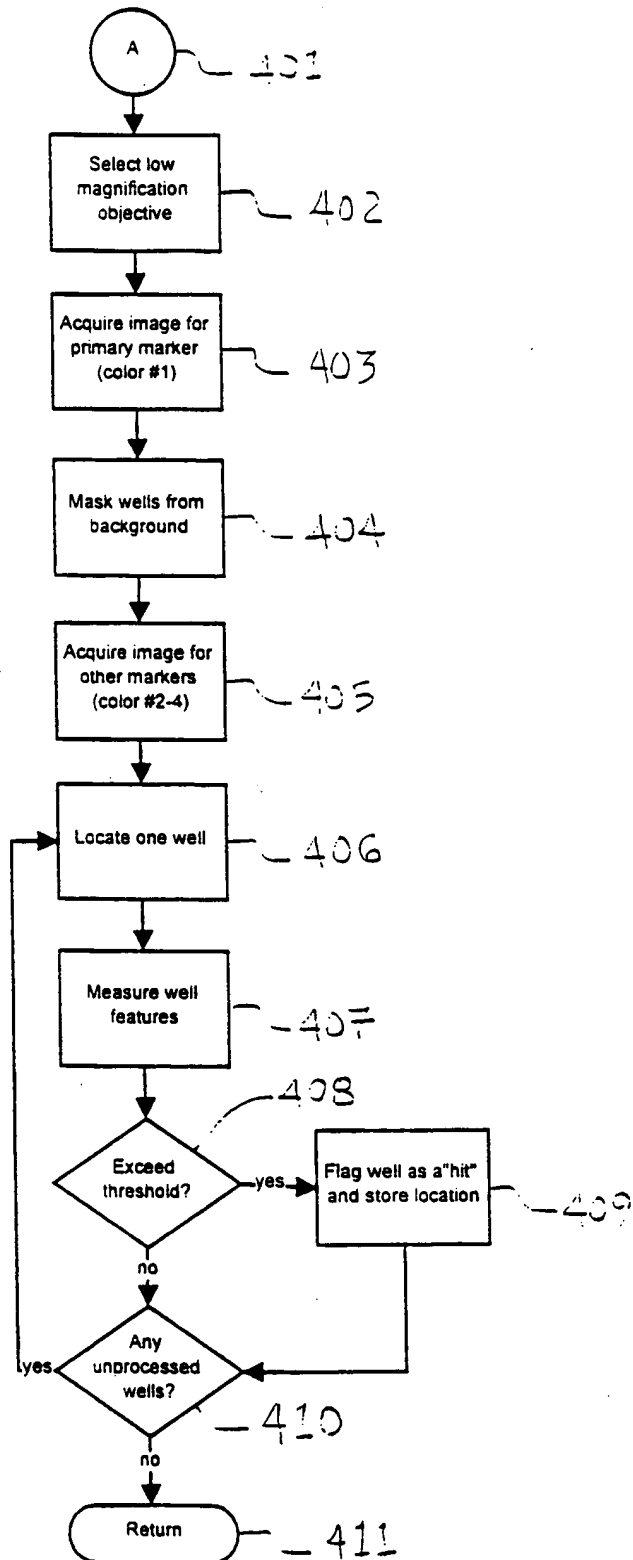 A
401
Select low
magnification
objective
402
Acquire image for
primary marker
(color #1)
403
Mask wells from
background
404
Acquire image for
other markers
(color #2-4)
405
Locate one well
406
Measure well
features
407
408
Exceed
threshold?
yes
Flag well as a"hit"
and store location
409
no
Any
unprocessed
wells?
yes
410
no
Return
411